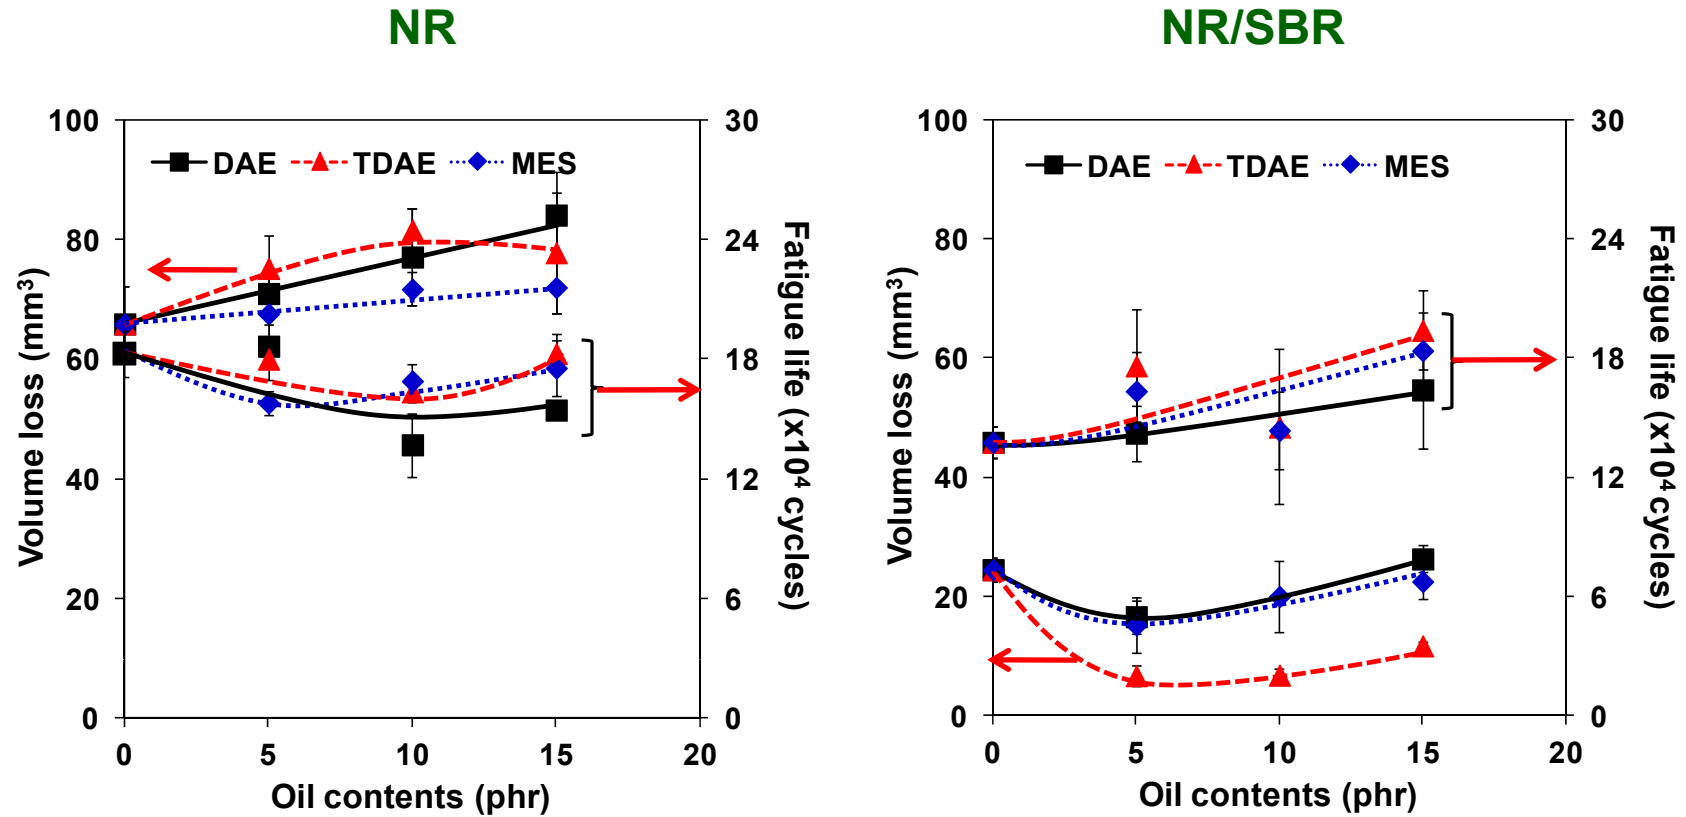 NR
100
80
60
40
20
0
30
24
18
12
6
0
DAE TDAE MES
Volume loss (mm³)
Fatigue life (x10⁴ cycles)
0 5 10 15 20
Oil contents (phr)
NR/SBR
100
80
60
40
20
0
30
24
18
12
6
0
DAE TDAE MES
Volume loss (mm³)
Fatigue life (x10⁴ cycles)
0 5 10 15 20
Oil contents (phr)